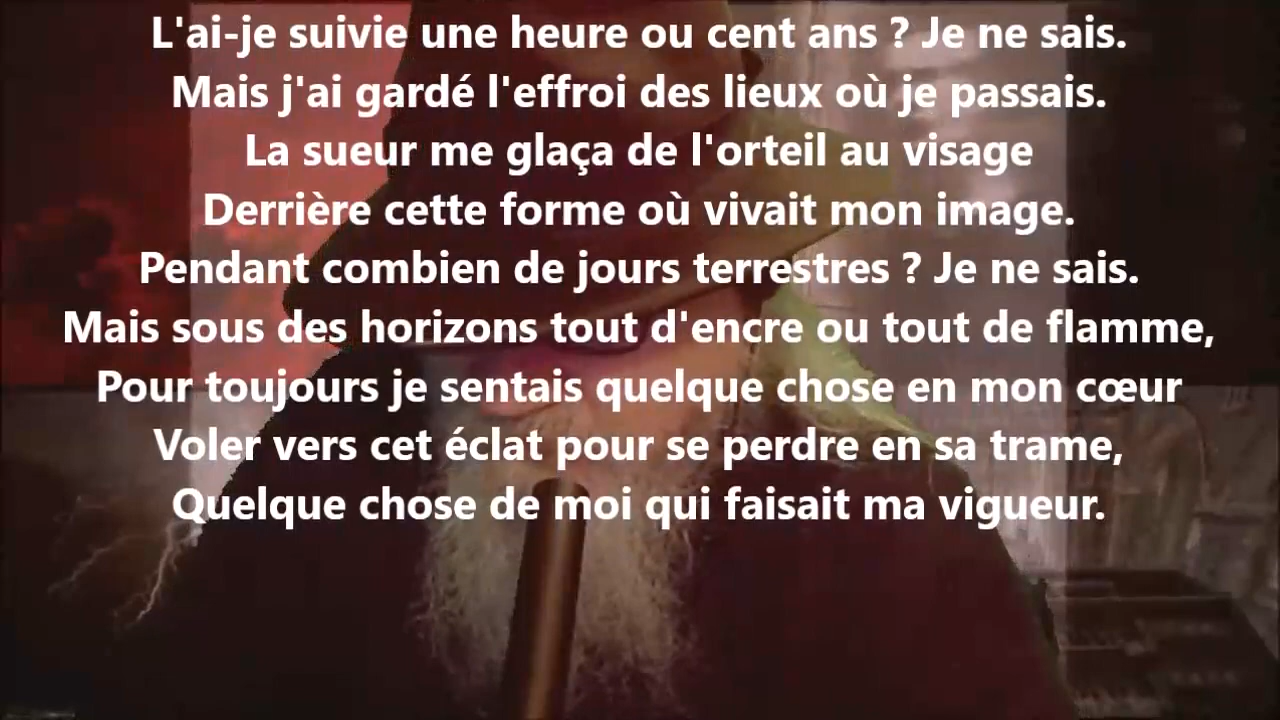 L'ai-je suivie une heure ou cent ans ? Je ne sais.
Mais j'ai gardé l'effroi des lieux où je passais.
La sueur me glaça de l'orteil au visage
Derrière cette forme où vivait mon image.
Pendant combien de jours terrestres ? Je ne sais.
Mais sous des horizons tout d'encre ou tout de flamme,
Pour toujours je sentais quelque chose en mon cœur
Voler vers cet éclat pour se perdre en sa trame,
Quelque chose de moi qui faisait ma vigueur.